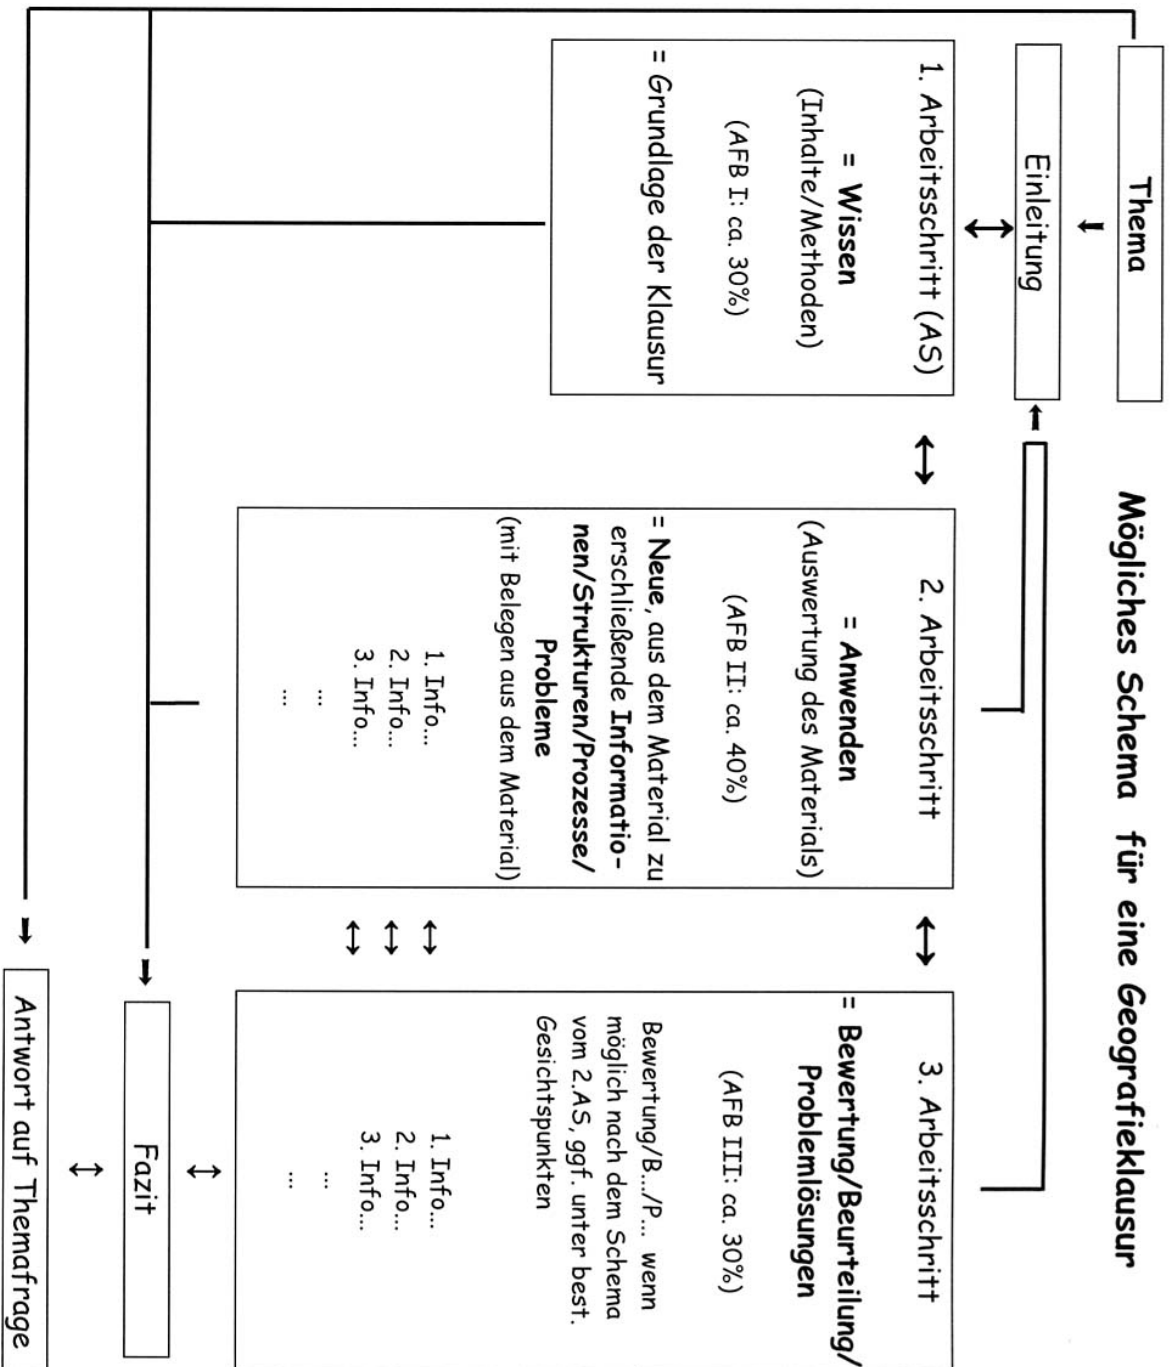 Mögliches Schema für eine Geografieklausur
Thema
Einleitung
1. Arbeitsschritt (AS)
= Wissen
(Inhalte/Methoden)
(AFB I: ca. 30%)
= Grundlage der Klausur
2. Arbeitsschritt
= Anwenden
(Auswertung des Materials)
(AFB II: ca. 40%)
= Neue, aus dem Material zu
erschließende Informatio-
nen/Strukturen/Prozesse/
Probleme
(mit Belegen aus dem Material)
1. Info...
2. Info...
3. Info...
...
...
3. Arbeitsschritt
= Bewertung/Beurteilung/
Problemlösungen
(AFB III: ca. 30%)
Bewertung/B.../P... wenn
möglich nach dem Schema
vom 2.AS, ggf. unter best.
Gesichtspunkten
1. Info...
2. Info...
3. Info...
...
...
Fazit
Antwort auf Themafrage